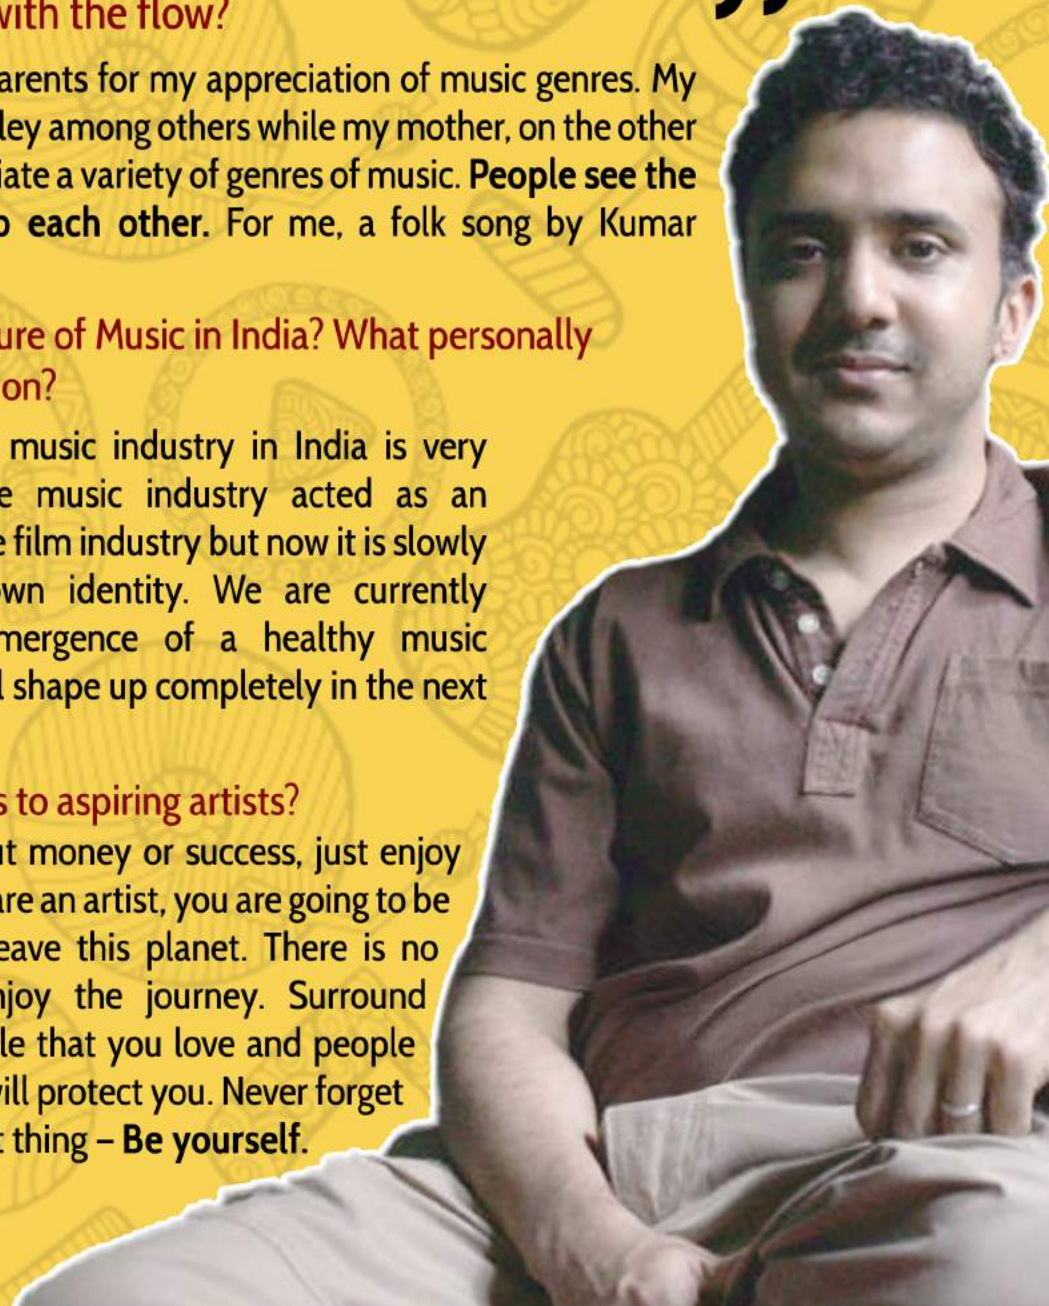 with the flow?
arents for my appreciation of music genres. My
ley among others while my mother, on the other
iate a variety of genres of music. People see the
o each other. For me, a folk song by Kumar
ure of Music in India? What personally
on?
music industry in India is very
e music industry acted as an
e film industry but now it is slowly
wn identity. We are currently
mergence of a healthy music
l shape up completely in the next
s to aspiring artists?
ut money or success, just enjoy
are an artist, you are going to be
eave this planet. There is no
njoy the journey. Surround
le that you love and people
vill protect you. Never forget
t thing – Be yourself.